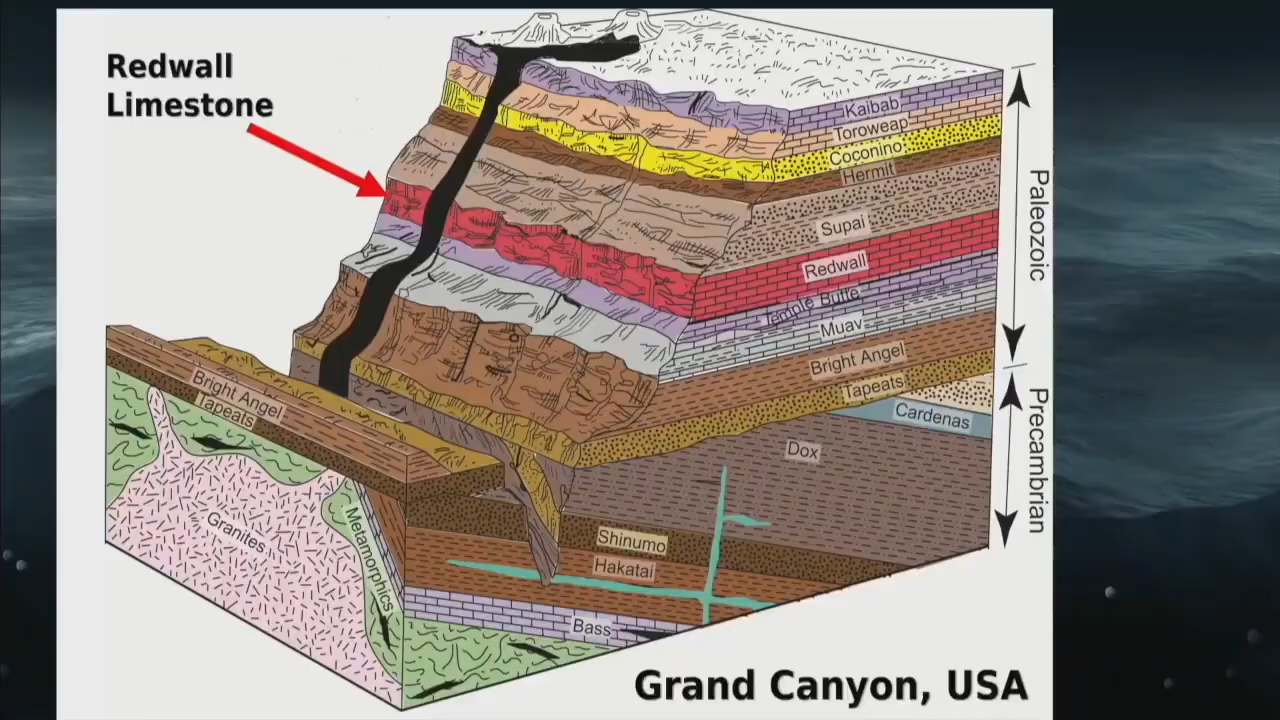 Redwall
Limestone
Kaibab
Toroweap
Coconino
Hermit
Supai
Redwall
Temple Butte
Muav
Bright Angel
Tapeats
Cardenas
Dox
Shinumo
Hakatai
Bass
Bright Angel
Tapeats
Granites
Metamorphics
Paleozoic
Precambrian
Grand Canyon, USA